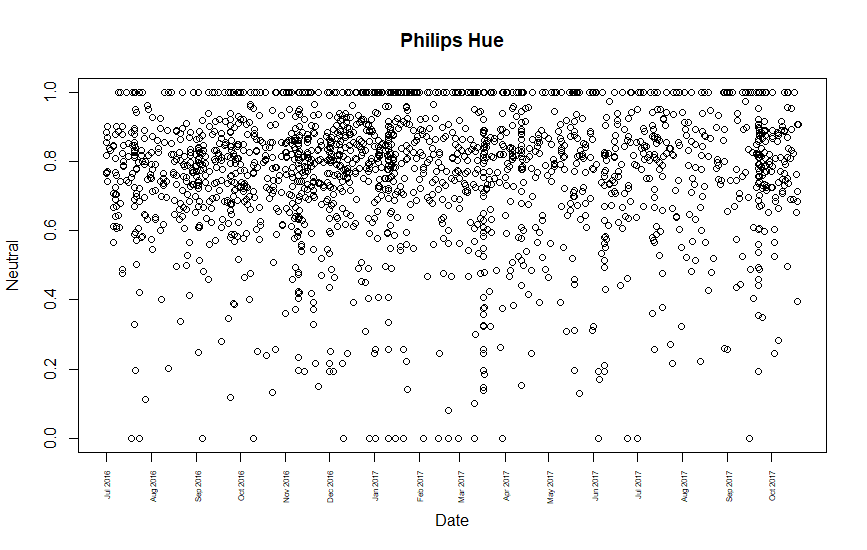 Philips Hue
Neutral
1.0
0.8
0.6
0.4
0.2
0.0
Jul 2016
Aug 2016
Sep 2016
Oct 2016
Nov 2016
Dec 2016
Jan 2017
Feb 2017
Mar 2017
Apr 2017
May 2017
Jun 2017
Jul 2017
Aug 2017
Sep 2017
Oct 2017
Date